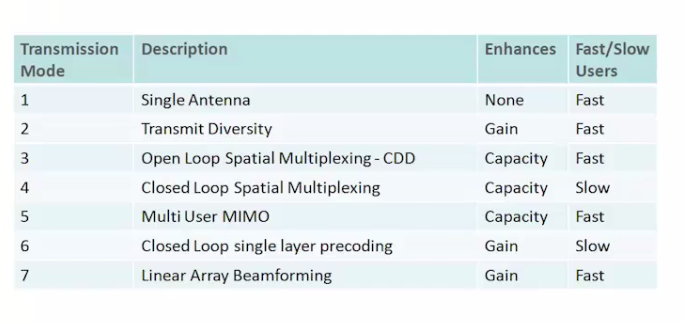 Transmission Mode Description Enhances Fast/Slow Users
1 Single Antenna None Fast
2 Transmit Diversity Gain Fast
3 Open Loop Spatial Multiplexing - CDD Capacity Fast
4 Closed Loop Spatial Multiplexing Capacity Slow
5 Multi User MIMO Capacity Fast
6 Closed Loop single layer precoding Gain Slow
7 Linear Array Beamforming Gain Fast